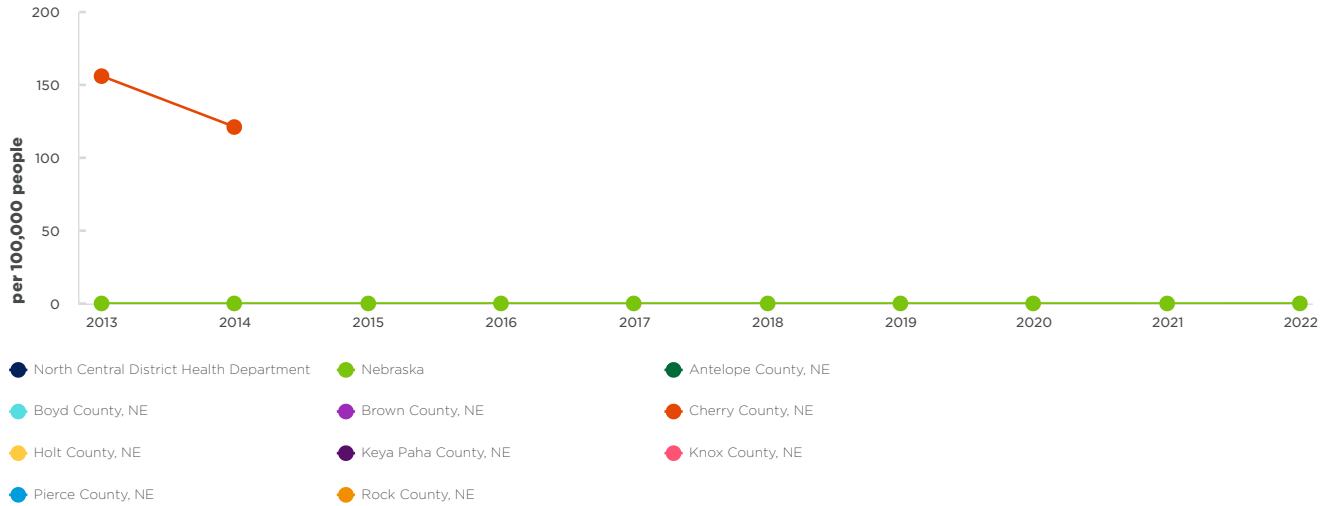 200
150
100
50
0
per 100,000 people
2013 2014 2015 2016 2017 2018 2019 2020 2021 2022
North Central District Health Department Nebraska Antelope County, NE
Boyd County, NE Brown County, NE Cherry County, NE
Holt County, NE Keya Paha County, NE Knox County, NE
Pierce County, NE Rock County, NE